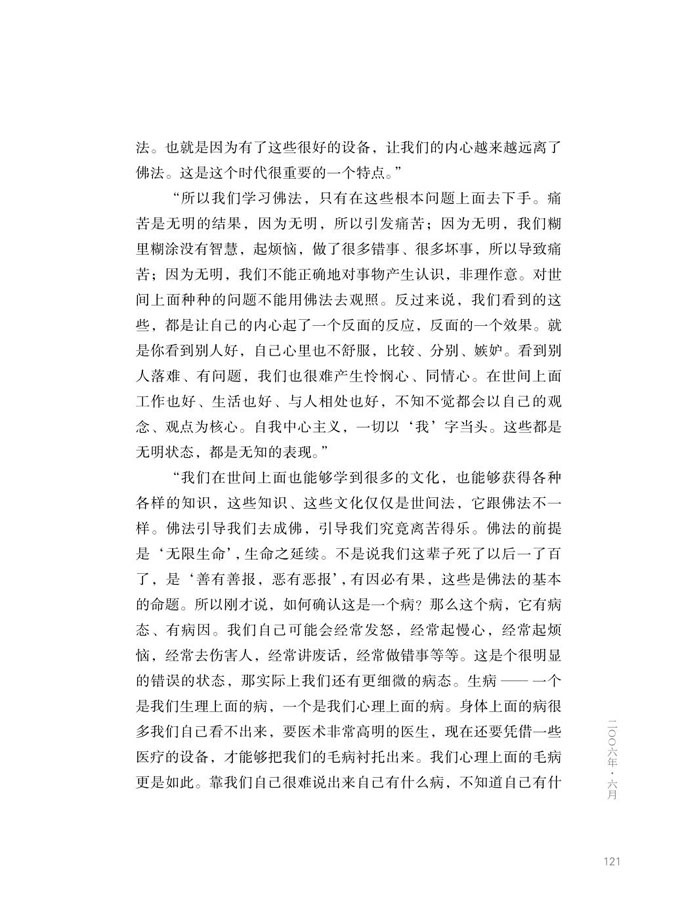 法。也就是因为有了这些很好的设备，让我们的内心越来越远离了
佛法。这是这个时代很重要的一个特点。”
“所以我们学习佛法，只有在这些根本问题上面去下手。痛
苦是无明的结果，因为无明，所以引发痛苦；因为无明，我们糊
里糊涂没有智慧，起烦恼，做了很多错事、很多坏事，所以导致痛
苦；因为无明，我们不能正确地对事物产生认识，非理作意。对世
间上面种种的问题不能用佛法去观照。反过来说，我们看到的这
些，都是让自己的内心起了一个反面的反应，反面的一个效果。就
是你看到别人好，自己心里也不舒服，比较、分别、嫉妒。看到别
人落难、有问题，我们也很难产生怜悯心、同情心。在世间上面
工作也好、生活也好、与人相处也好，不知不觉都会以自己的观
念、观点为核心。自我中心主义，一切以‘我’字当头。这些都是
无明状态，都是无知的表现。”
“我们在世间上面也能够学到很多的文化，也能够获得各种
各样的知识，这些知识、这些文化仅仅是世间法，它跟佛法不一
样。佛法引导我们去成佛，引导我们究竟离苦得乐。佛法的前提
是‘无限生命’，生命之延续。不是说我们这辈子死了以后一了百
了，是‘善有善报，恶有恶报’，有因必有果，这些是佛法的基本
的命题。所以刚才说，如何确认这是一个病？那么这个病，它有病
态、有病因。我们自己可能会经常发怒，经常起慢心，经常起烦
恼，经常去伤害人，经常讲废话，经常做错事等等。这是个很明显
的错误的状态，那实际上我们还有更细微的病态。生病——一个
是我们生理上面的病，一个是我们心理上面的病。身体上面的病很
多我们自己看不出来，要医术非常高明的医生，现在还要凭借一些
医疗的设备，才能够把我们的毛病衬托出来。我们心理上面的毛病
更是如此。靠我们自己很难说出来自己有什么病，不知道自己有什
二〇〇六年·六月
121